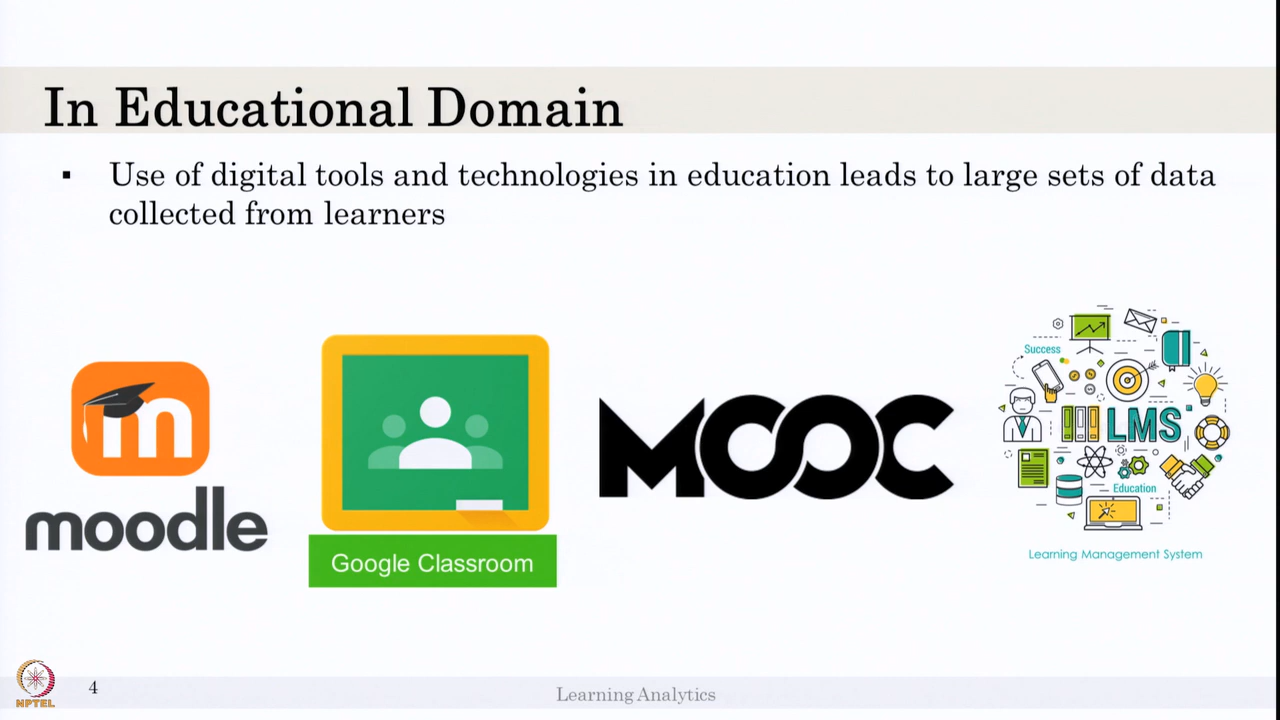 In Educational Domain
▪ Use of digital tools and technologies in education leads to large sets of data
collected from learners
moodle
Google Classroom
MOOC
Success
LMS
Education
Learning Management System
NPTEL
4
Learning Analytics